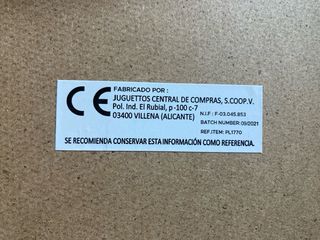 CE
FABRICADO POR :
JUGUETTOS CENTRAL DE COMPRAS, S.COOP.V.
Pol. Ind. El Rubial, p -100 c-7
03400 VILLENA (ALICANTE)
N.I.F : F-03.045.853
BATCH NUMBER: 09/2021
REF.ITEM: PL1770
SE RECOMIENDA CONSERVAR ESTA INFORMACIÓN COMO REFERENCIA.